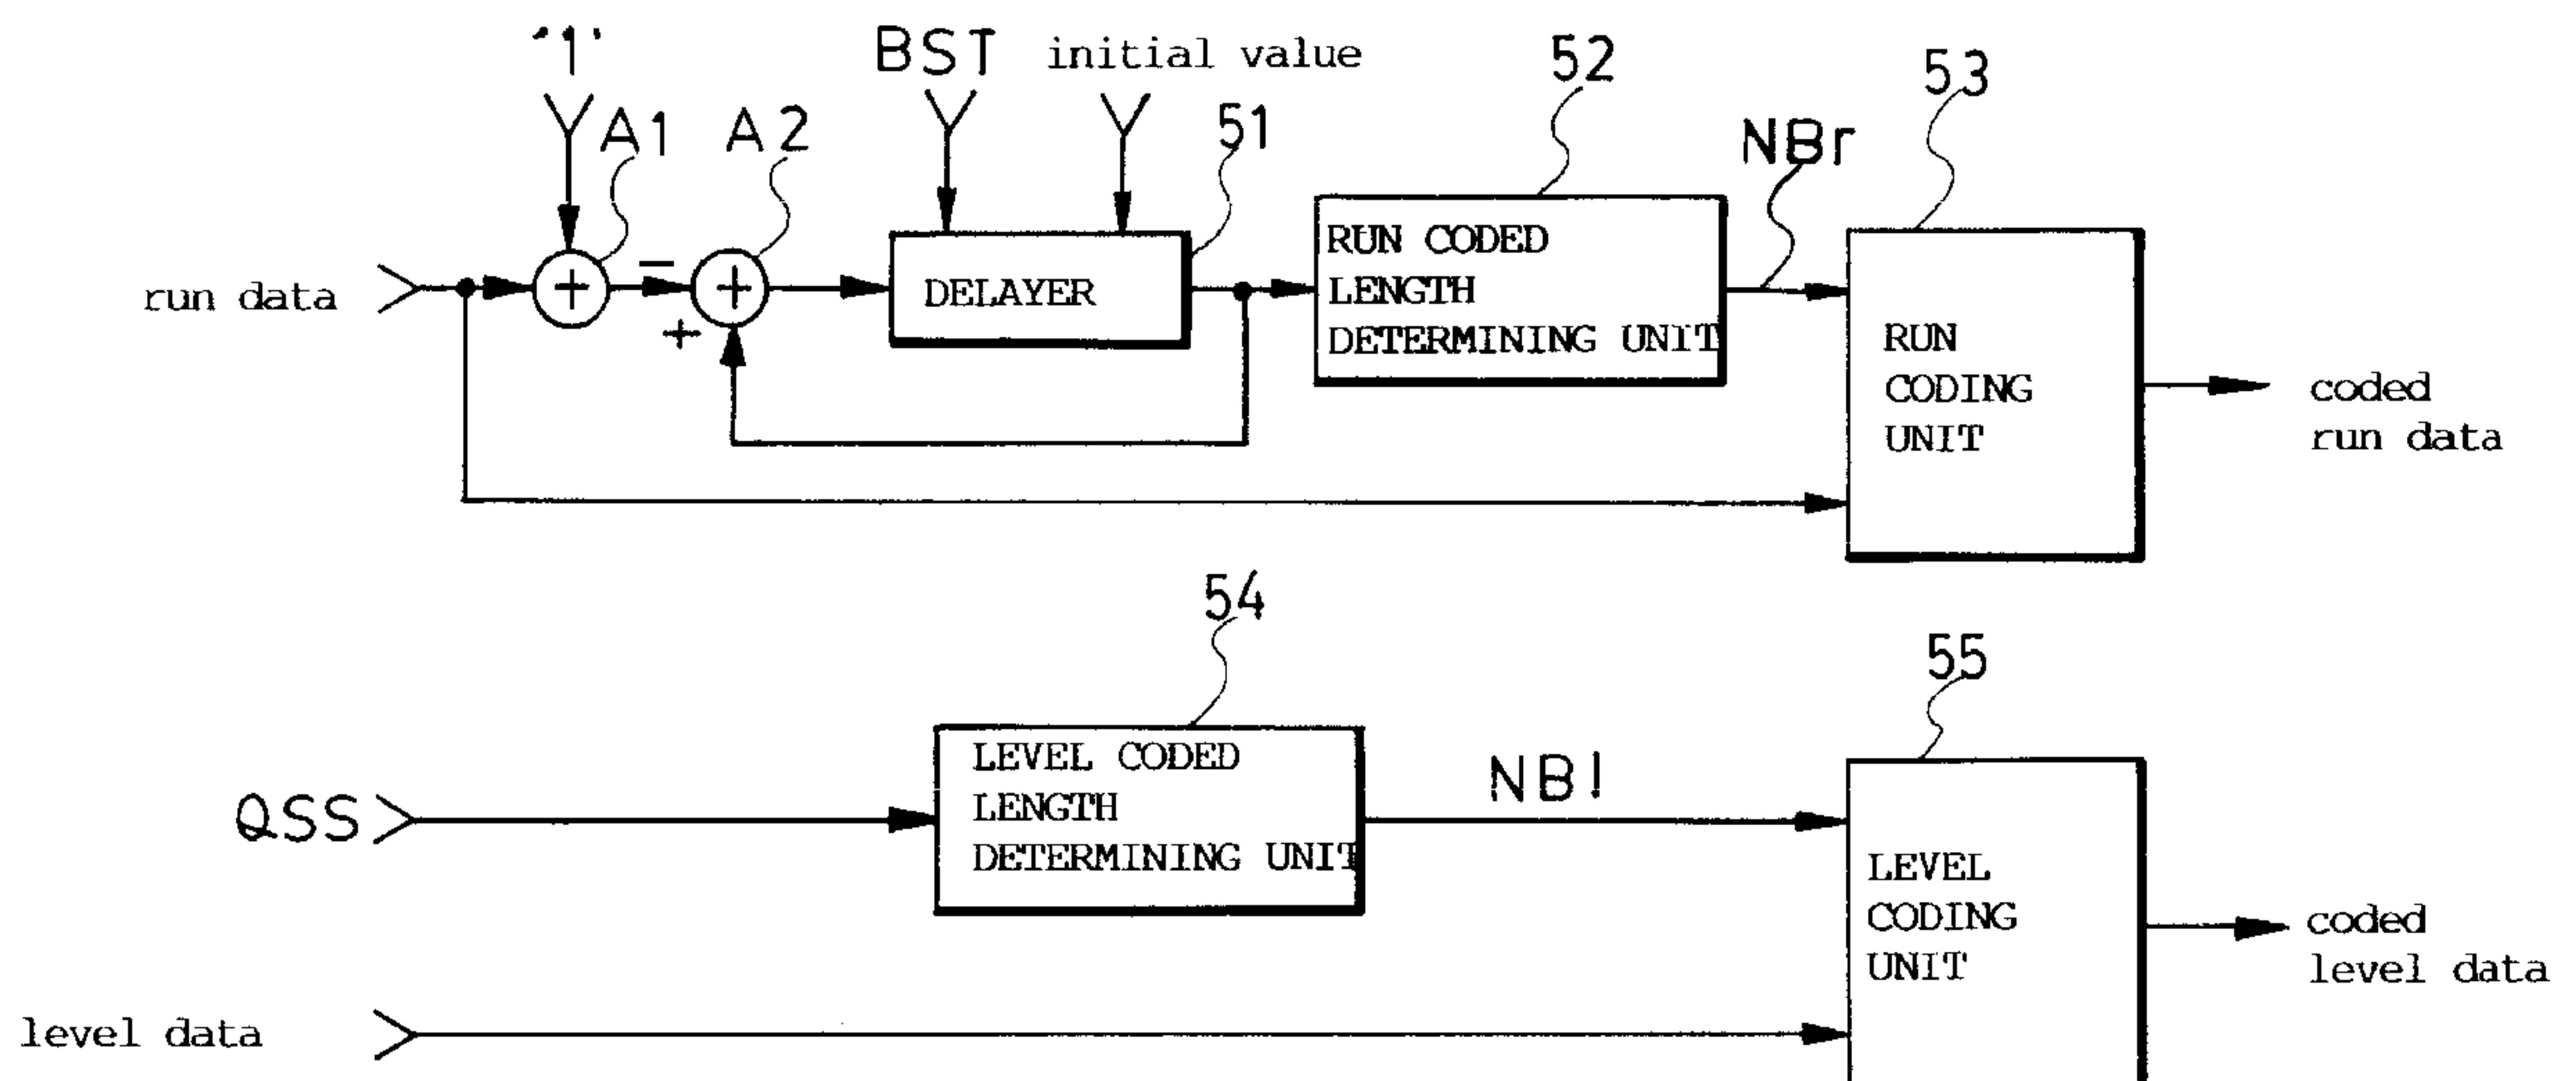 '1'
BST
initial value
52
53
A1
A2
51
NBr
run data
+
−
+
+
DELAYER
RUN CODED
LENGTH
DETERMINING UNIT
RUN
CODING
UNIT
coded
run data
54
55
QSS
LEVEL CODED
LENGTH
DETERMINING UNIT
NBl
LEVEL
CODING
UNIT
coded
level data
level data